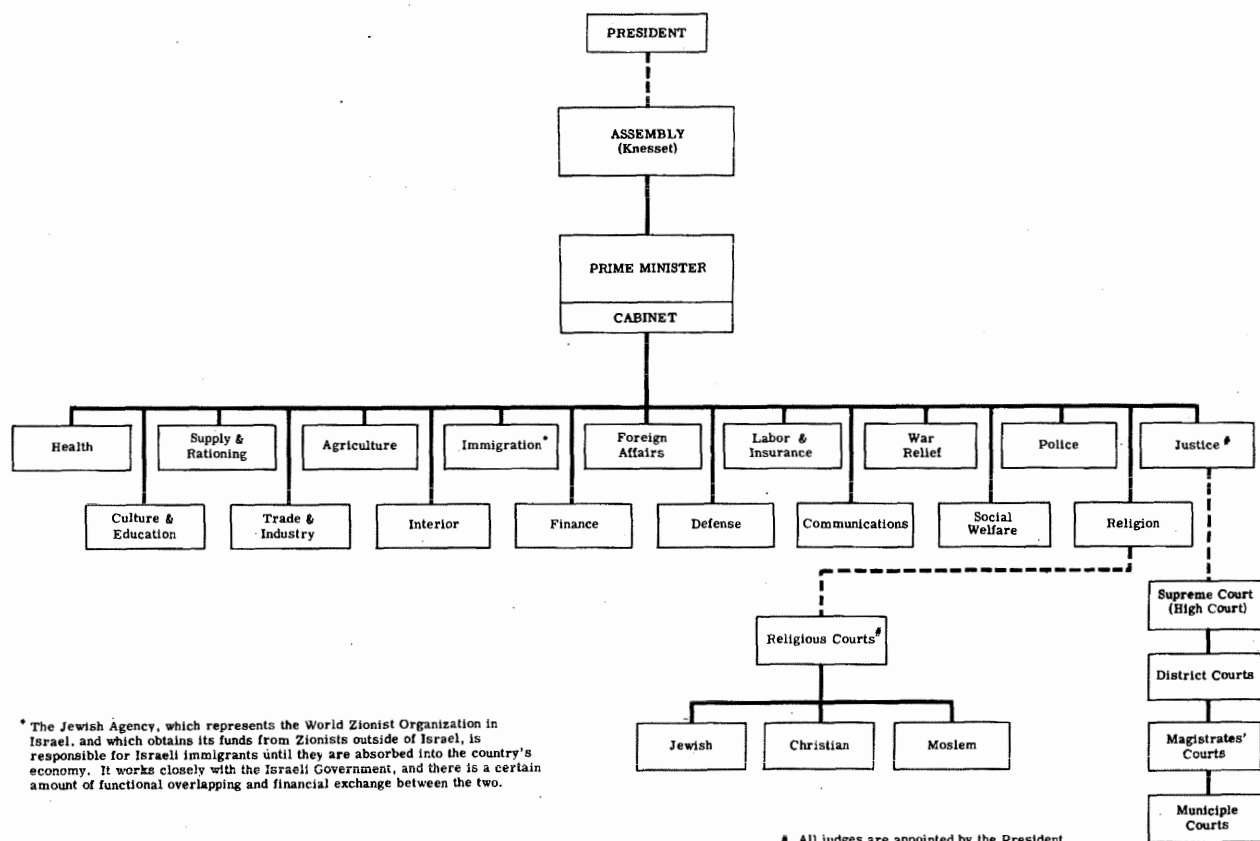 PRESIDENT
ASSEMBLY
(Knesset)
PRIME MINISTER
CABINET
Health
Supply &
Rationing
Agriculture
Immigration*
Foreign
Affairs
Labor &
Insurance
War
Relief
Police
Justice #
Culture &
Education
Trade &
Industry
Interior
Finance
Defense
Communications
Social
Welfare
Religion
Religious Courts#
Jewish
Christian
Moslem
Supreme Court
(High Court)
District Courts
Magistrates'
Courts
Municiple
Courts
* The Jewish Agency, which represents the World Zionist Organization in
Israel, and which obtains its funds from Zionists outside of Israel, is
responsible for Israeli immigrants until they are absorbed into the country's
economy. It works closely with the Israeli Government, and there is a certain
amount of functional overlapping and financial exchange between the two.
# All judges are appointed by the President